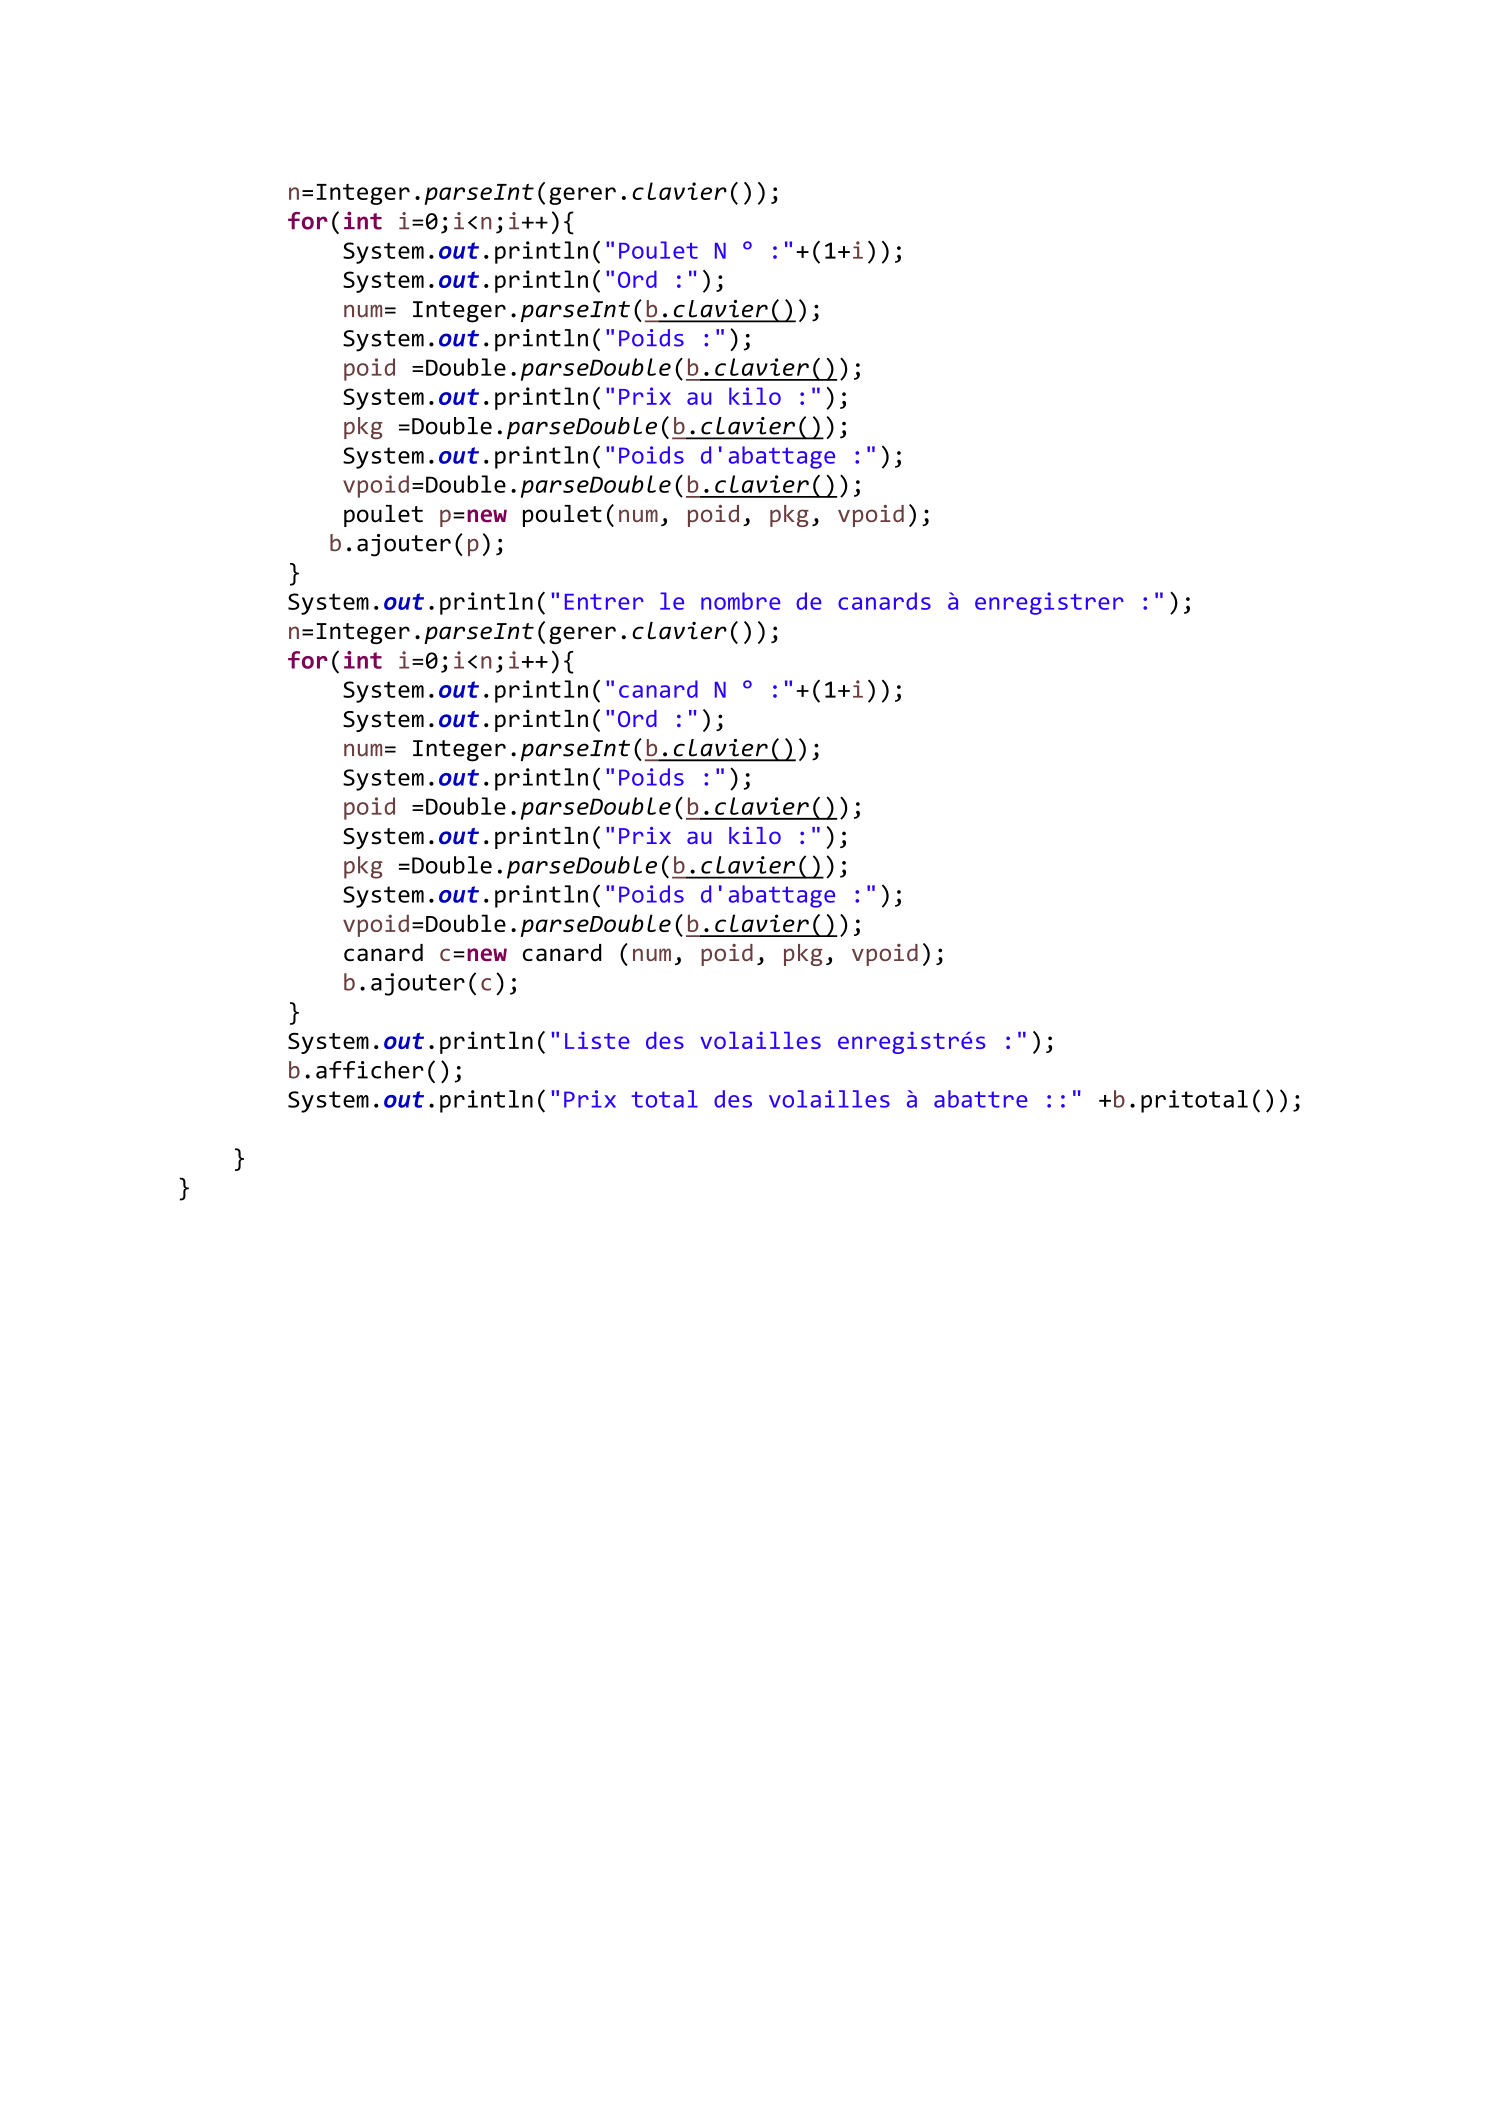 n=Integer.parseInt(gerer.clavier());
for(int i=0;i<n;i++){
System.out.println("Poulet N ° :"+(1+i));
System.out.println("Ord :");
num= Integer.parseInt(b.clavier());
System.out.println("Poids :");
poid =Double.parseDouble(b.clavier());
System.out.println("Prix au kilo :");
pkg =Double.parseDouble(b.clavier());
System.out.println("Poids d'abattage :");
vpoid=Double.parseDouble(b.clavier());
poulet p=new poulet(num, poid, pkg, vpoid);
b.ajouter(p);
}
System.out.println("Entrer le nombre de canards à enregistrer :");
n=Integer.parseInt(gerer.clavier());
for(int i=0;i<n;i++){
System.out.println("canard N ° :"+(1+i));
System.out.println("Ord :");
num= Integer.parseInt(b.clavier());
System.out.println("Poids :");
poid =Double.parseDouble(b.clavier());
System.out.println("Prix au kilo :");
pkg =Double.parseDouble(b.clavier());
System.out.println("Poids d'abattage :");
vpoid=Double.parseDouble(b.clavier());
canard c=new canard (num, poid, pkg, vpoid);
b.ajouter(c);
}
System.out.println("Liste des volailles enregistrés :");
b.afficher();
System.out.println("Prix total des volailles à abattre ::" +b.pritotal());
}
}